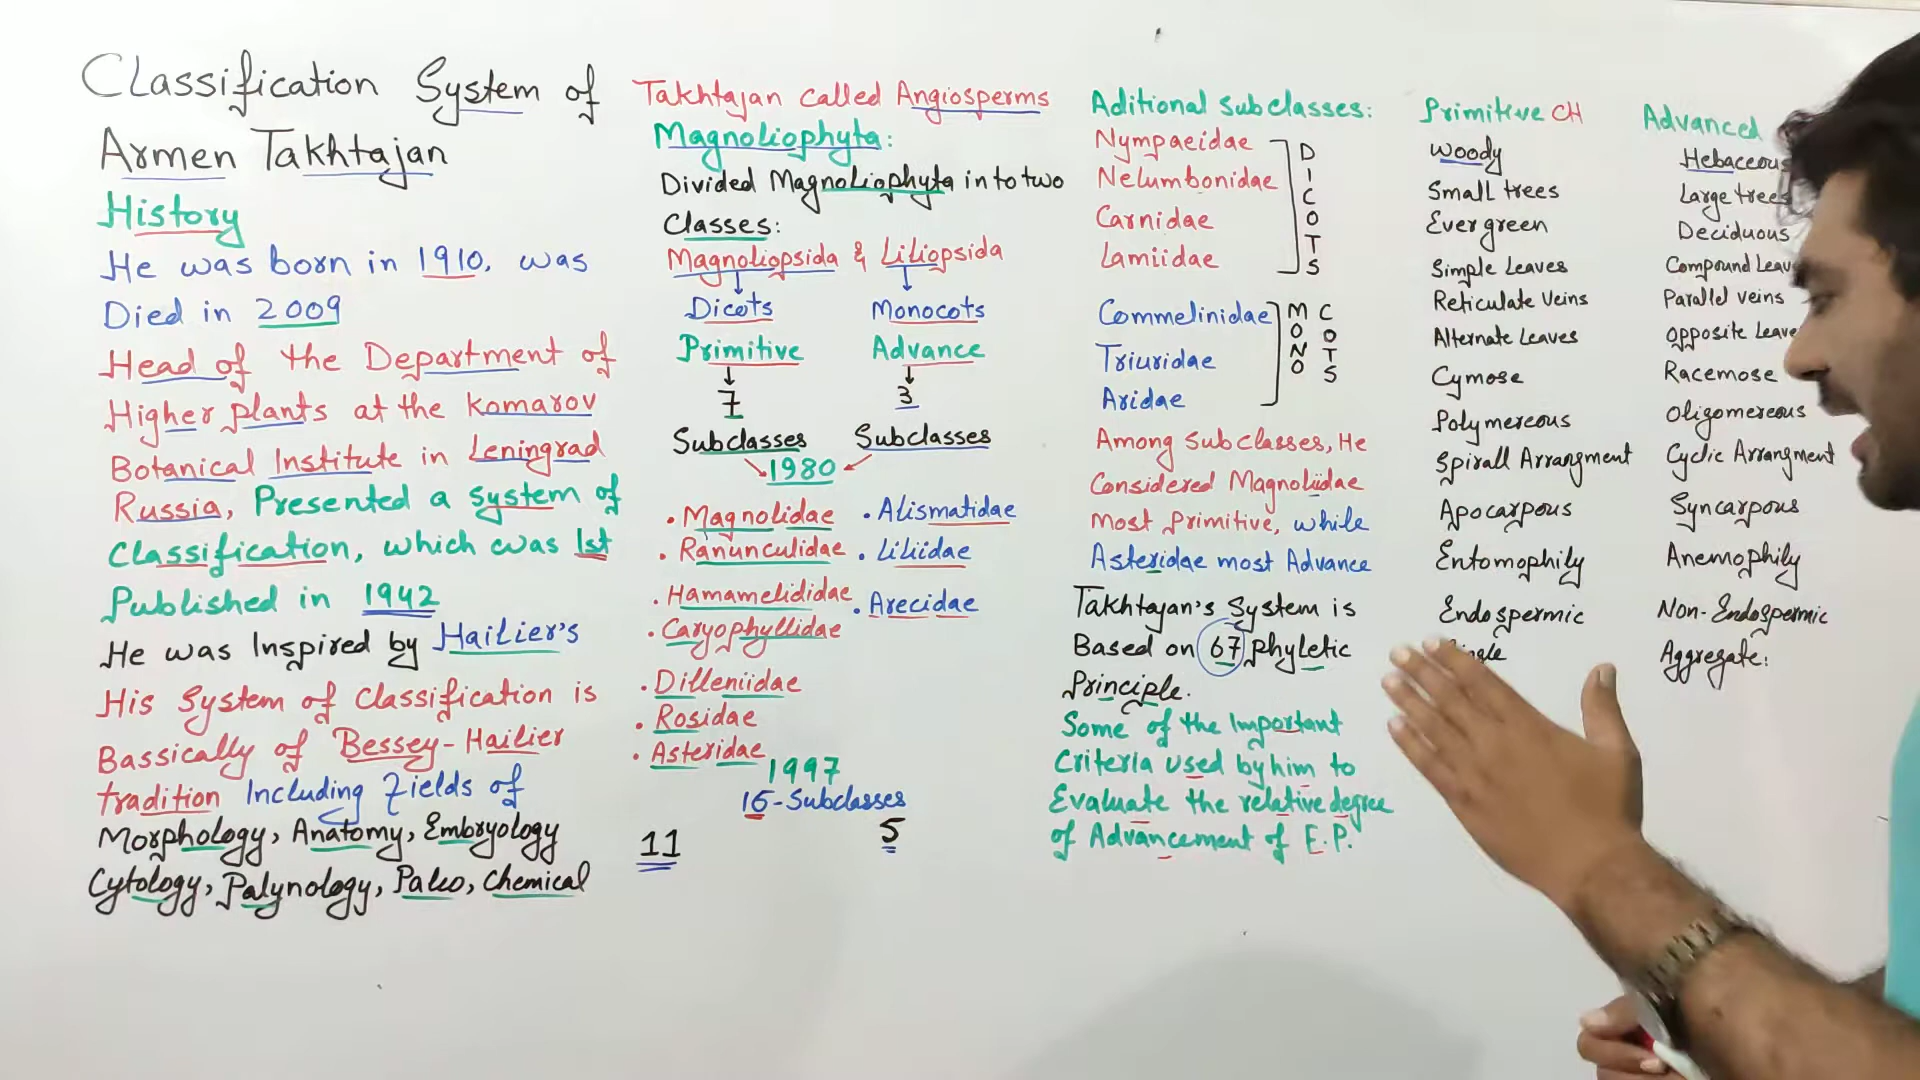 Classification System of
Armen Takhtajan
History
He was born in 1910. was
Died in 2009
Head of the Department of
Higher plants at the Komarov
Botanical Institute in Leningrad
Russia, Presented a system of
Classification, which was 1st
Published in 1942
He was Inspired by Hailier's
His System of Classification is
Bassically of Bessey-Hailier
tradition Including Fields of
Morphology, Anatomy, Embryology
Cytology, Palynology, Paleo, Chemical
Takhtajan called Angiosperms
Magnoliophyta:
Divided Magnoliophyta into two
Classes:
Magnoliopsida & Liliopsida
Dicots Monocots
Primitive Advance
7 3
Subclasses Subclasses
1980
• Magnolidae • Alismatidae
• Ranunculidae • Liliidae
• Hamamelididae • Arecidae
• Caryophyllidae
• Dilleniidae
• Rosidae
• Asteridae
1997
16-Subclasses
11 5
Aditional Subclasses:
Nympaeidae
Nelumbonidae
Carnidae
Lamiidae
DICOTS
Commelinidae
Triuridae
Aridae
MONO COTS
Among subclasses, He
Considered Magnoliidae
most primitive, while
Asteridae most Advance
Takhtajan's System is
Based on 67 phyletic
Principle.
Some of the Important
Criteria used by him to
Evaluate the relative degree
of Advancement of F.P.
Primitive CH Advanced
woody Hebaceous
Small trees Large trees
Evergreen Deciduous
Simple Leaves Compound
Reticulate Veins Parallel veins
Alternate Leaves opposite
Cymose Racemose
Polymereous Oligomereous
Spirall Arrangment Cyclic Arrangment
Apocarpous Syncarpous
Entomophily Anemophily
Endospermic Non-Endospermic
Aggregate: